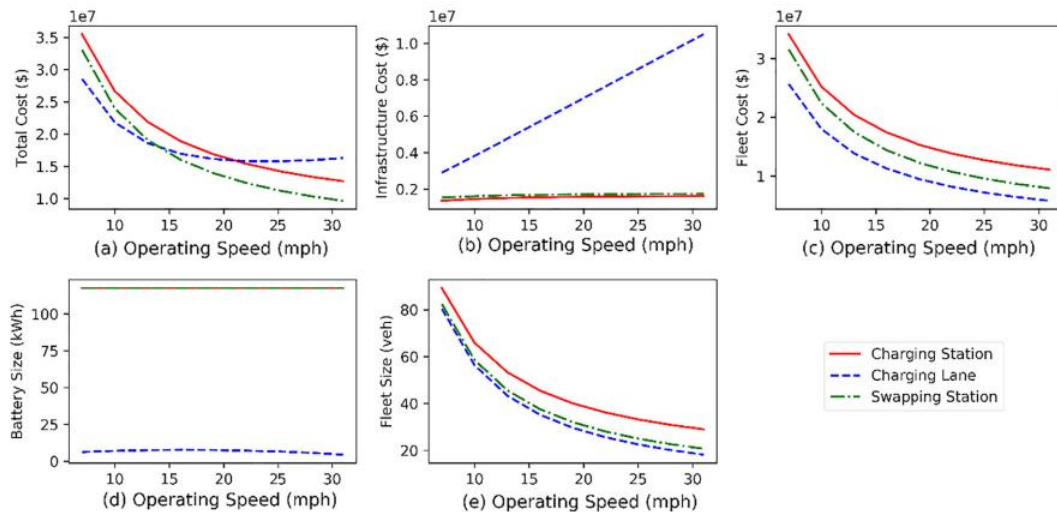 1e7
Total Cost ($)
3.5
3.0
2.5
2.0
1.5
1.0
10 15 20 25 30
(a) Operating Speed (mph)
1e7
Infrastructure Cost ($)
1.0
0.8
0.6
0.4
0.2
10 15 20 25 30
(b) Operating Speed (mph)
1e7
Fleet Cost ($)
3
2
1
10 15 20 25 30
(c) Operating Speed (mph)
Battery Size (kWh)
100
75
50
25
0
10 15 20 25 30
(d) Operating Speed (mph)
Fleet Size (veh)
80
60
40
20
10 15 20 25 30
(e) Operating Speed (mph)
Charging Station
Charging Lane
Swapping Station